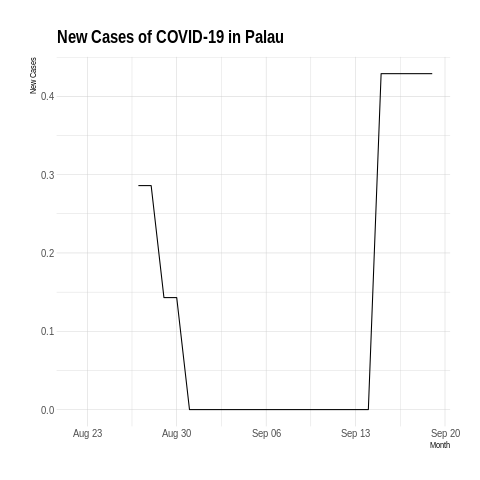 New Cases of COVID-19 in Palau
New Cases
0.4
0.3
0.2
0.1
0.0
Aug 23 Aug 30 Sep 06 Sep 13 Sep 20
Month